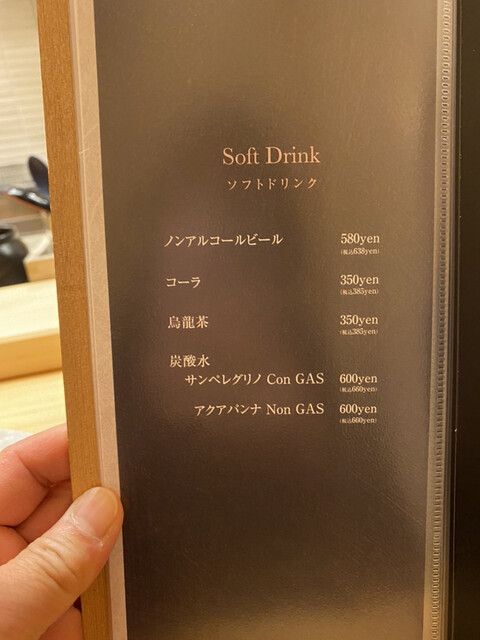 Soft Drink
ソフトドリンク
ノンアルコールビール 580yen
(税込638yen)
コーラ 350yen
(税込385yen)
烏龍茶 350yen
(税込385yen)
炭酸水
サンペレグリノ Con GAS 600yen
(税込660yen)
アクアパンナ Non GAS 600yen
(税込660yen)